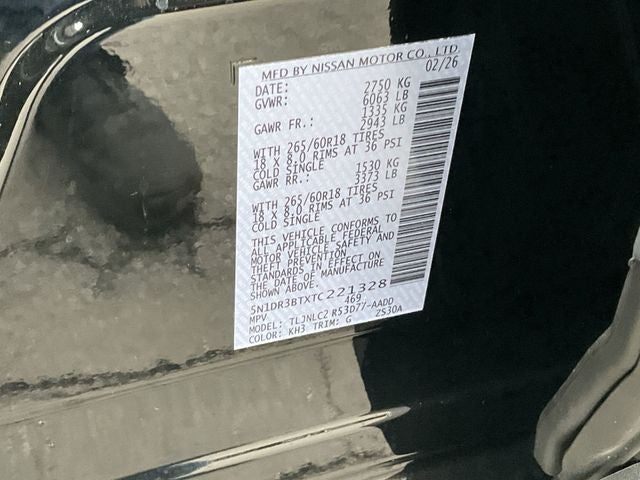 MFD BY NISSAN MOTOR CO., LTD.
02/26
DATE: 2750 KG
GVWR: 6063 LB
1335 KG
GAWR FR.: 2943 LB
WITH 265/60R18 TIRES
18 X 8.0 RIMS AT 36 PSI
COLD SINGLE 1530 KG
GAWR RR.: 3373 LB
WITH 265/60R18 TIRES
18 X 8.0 RIMS AT 36 PSI
COLD SINGLE
THIS VEHICLE CONFORMS TO
ALL APPLICABLE FEDERAL
MOTOR VEHICLE SAFETY AND
THEFT PREVENTION
STANDARDS IN EFFECT ON
THE DATE OF MANUFACTURE
SHOWN ABOVE.
5N1DR3BTXTC221328
MPV 469
MODEL: TLJNLC2 R53D77-AADD
COLOR: KH3 TRIM: G ZS30A